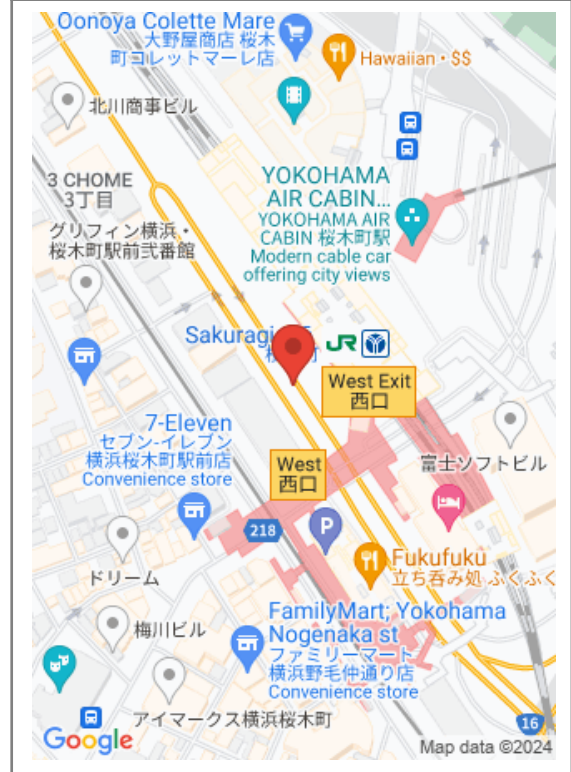 Oonoya Colette Mare
大野屋商店 桜木
町コレットマーレ店
Hawaiian • $$
北川商事ビル
YOKOHAMA
AIR CABIN...
YOKOHAMA AIR
CABIN 桜木町駅
Modern cable car
offering city views
3 CHOME
3丁目
グリフィン横浜・
桜木町駅前弐番館
JR
West Exit
西口
7-Eleven
セブン-イレブン
横浜桜木町駅前店
Convenience store
West
西口
富士ソフトビル
218
P
ドリーム
Fukufuku
立ち呑み処 ふくふく
梅川ビル
FamilyMart; Yokohama
Nogenaka st
ファミリーマート
横浜野毛仲通り店
Convenience store
アイマークス横浜桜木町
16
Google
Map data ©2024